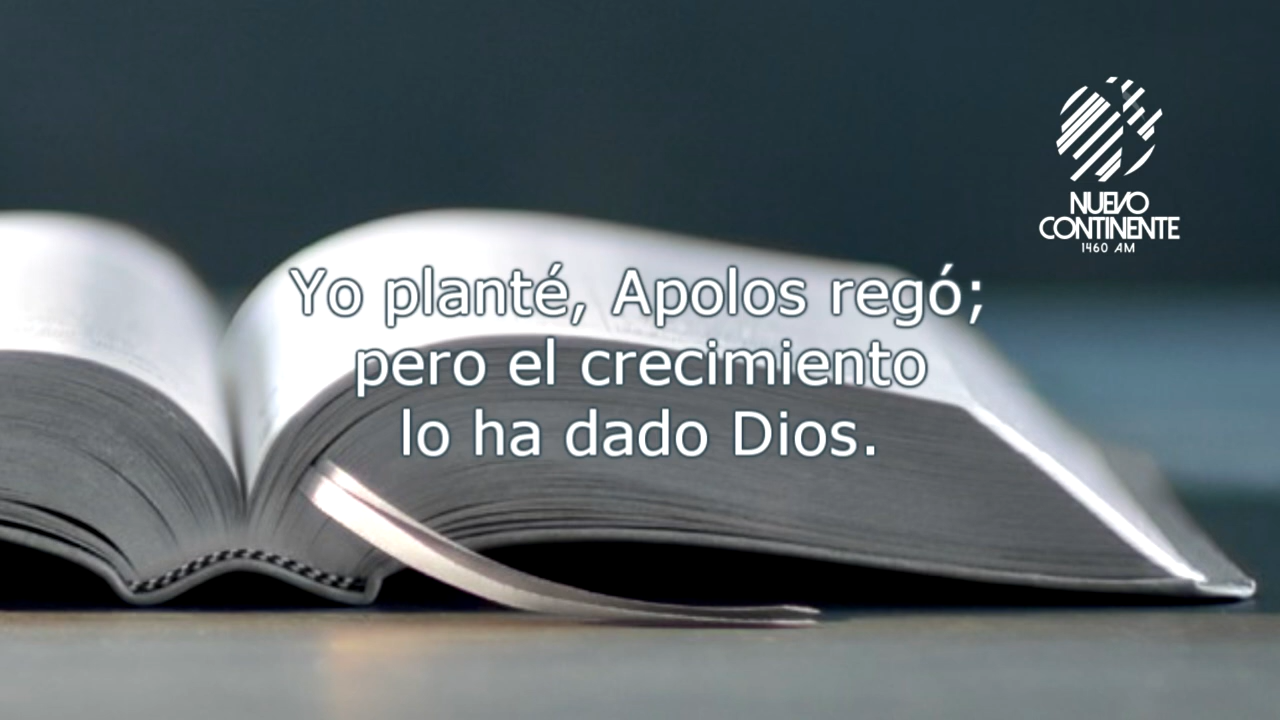 NUEVO
CONTINENTE
1460 AM
Yo planté, Apolos regó;
pero el crecimiento
lo ha dado Dios.